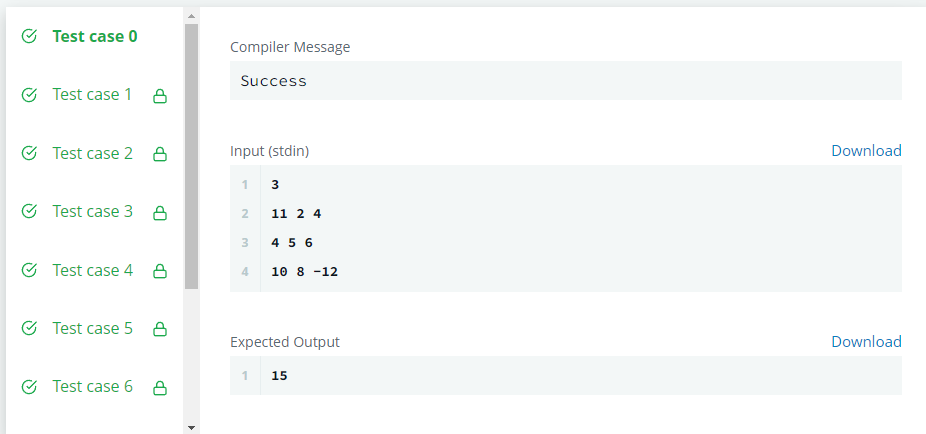 Test case 0
Test case 1
Test case 2
Test case 3
Test case 4
Test case 5
Test case 6
Compiler Message
Success
Input (stdin) Download
1 3
2 11 2 4
3 4 5 6
4 10 8 -12
Expected Output Download
1 15